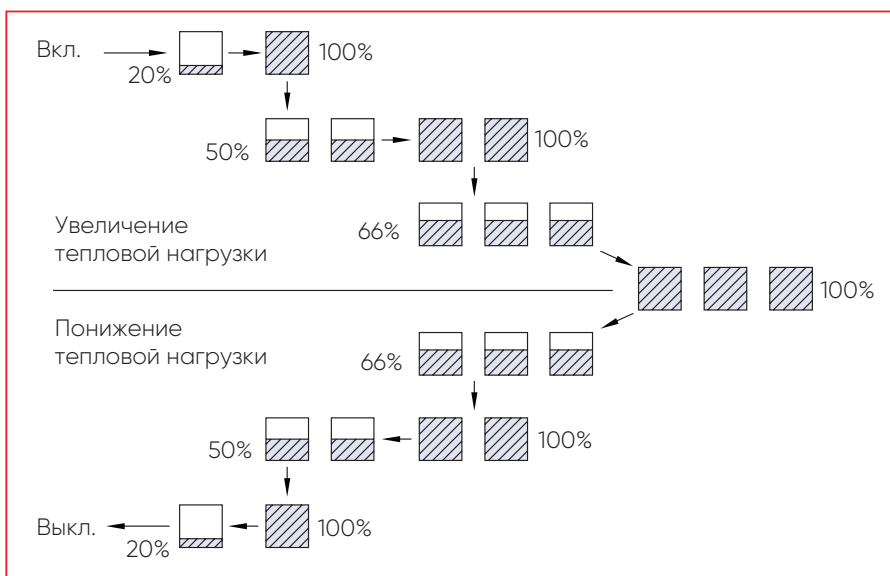 Вкл.
20%
100%
50%
100%
Увеличение
тепловой нагрузки
66%
100%
Понижение
тепловой нагрузки
66%
50%
100%
Выкл.
20%
100%